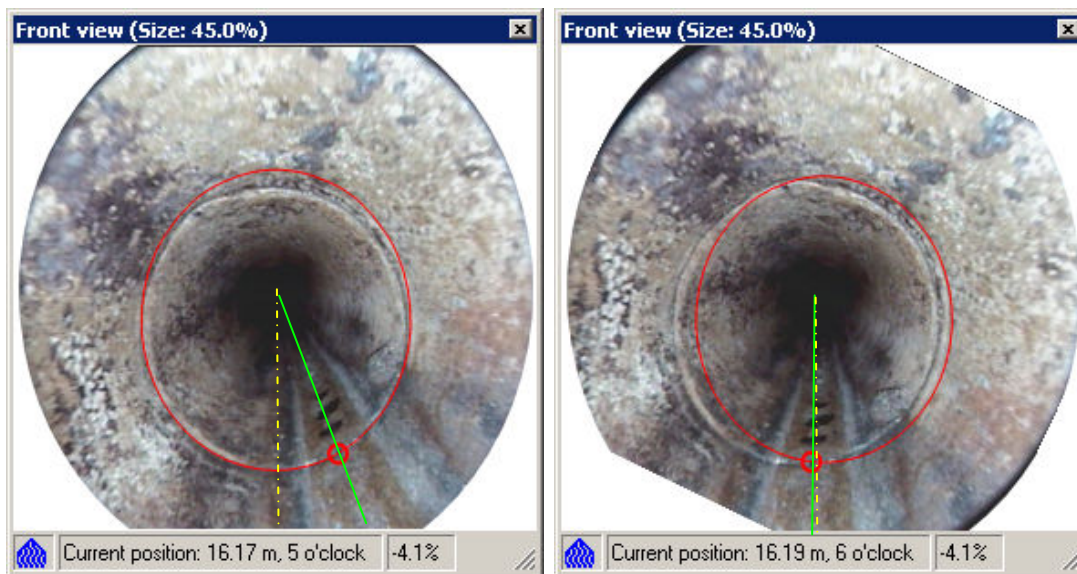 Front view (Size: 45.0%)
Front view (Size: 45.0%)
Current position: 16.17 m, 5 o'clock
-4.1%
Current position: 16.19 m, 6 o'clock
-4.1%